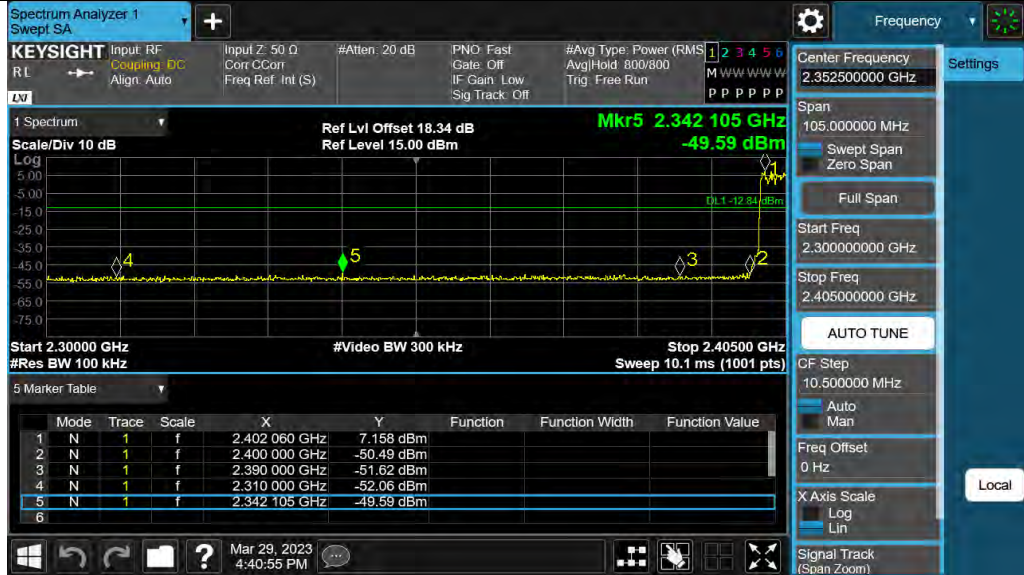 Spectrum Analyzer 1
Swept SA
+
Frequency
KEYSIGHT
RL
LXI
Input: RF
Coupling: DC
Align: Auto
Input Z: 50 Ω
Corr CCorr
Freq Ref: Int (S)
#Atten: 20 dB
PNO: Fast
Gate: Off
IF Gain: Low
Sig Track: Off
#Avg Type: Power (RMS
Avg|Hold: 800/800
Trig: Free Run
1 2 3 4 5 6
M W W W W W
P P P P P P
Center Frequency
2.352500000 GHz
Settings
Span
105.000000 MHz
Swept Span
Zero Span
Full Span
Start Freq
2.300000000 GHz
Stop Freq
2.405000000 GHz
AUTO TUNE
CF Step
10.500000 MHz
Auto
Man
Freq Offset
0 Hz
X Axis Scale
Log
Lin
Signal Track
(Span Zoom)
Local
1 Spectrum
Scale/Div 10 dB
Ref Lvl Offset 18.34 dB
Ref Level 15.00 dBm
Mkr5 2.342 105 GHz
-49.59 dBm
Log
5.00
-5.00
-15.0
-25.0
-35.0
-45.0
-55.0
-65.0
-75.0
DL1 -12.84 dBm
1
4
5
3
2
Start 2.30000 GHz
#Video BW 300 kHz
Stop 2.40500 GHz
#Res BW 100 kHz
Sweep 10.1 ms (1001 pts)
5 Marker Table
Mode Trace Scale X Y Function Function Width Function Value
1 N 1 f 2.402 060 GHz 7.158 dBm
2 N 1 f 2.400 000 GHz -50.49 dBm
3 N 1 f 2.390 000 GHz -51.62 dBm
4 N 1 f 2.310 000 GHz -52.06 dBm
5 N 1 f 2.342 105 GHz -49.59 dBm
6
?
Mar 29, 2023
4:40:55 PM